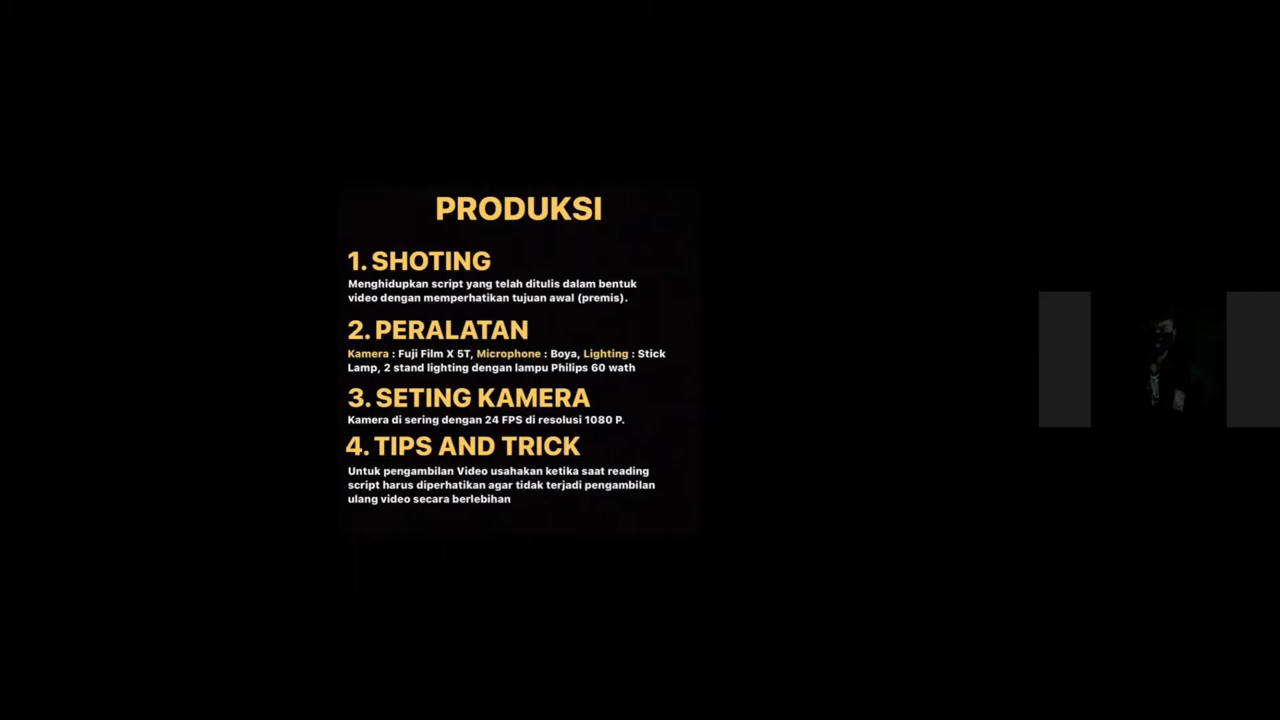 PRODUKSI
1. SHOTING
Menghidupkan script yang telah ditulis dalam bentuk
video dengan memperhatikan tujuan awal (premis).
2. PERALATAN
Kamera : Fuji Film X 5T, Microphone : Boya, Lighting : Stick
Lamp, 2 stand lighting dengan lampu Philips 60 wath
3. SETING KAMERA
Kamera di sering dengan 24 FPS di resolusi 1080 P.
4. TIPS AND TRICK
Untuk pengambilan Video usahakan ketika saat reading
script harus diperhatikan agar tidak terjadi pengambilan
ulang video secara berlebihan